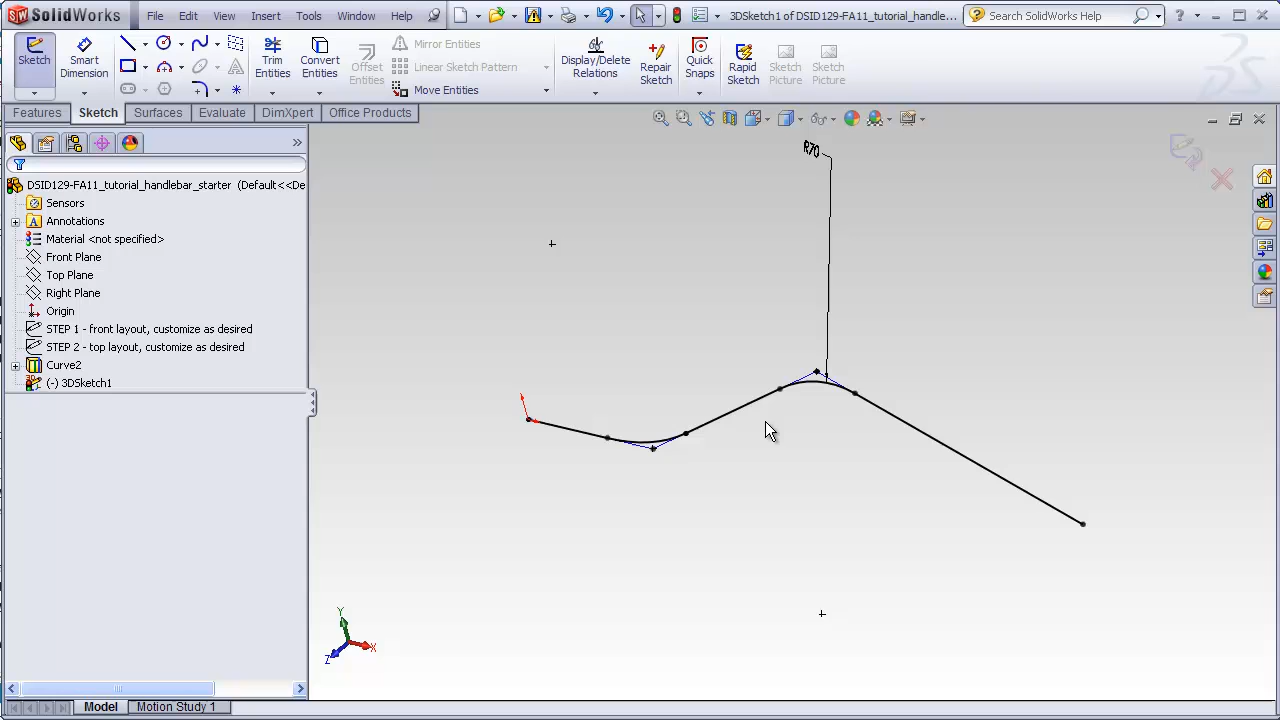 SolidWorks File Edit View Insert Tools Window Help 3DSketch1 of DSID129-FA11_tutorial_handle... Search SolidWorks Help
Sketch Smart Dimension Trim Entities Convert Entities Offset Entities Mirror Entities Linear Sketch Pattern Move Entities Display/Delete Relations Repair Sketch Quick Snaps Rapid Sketch Sketch Picture Sketch Picture
Features Sketch Surfaces Evaluate DimXpert Office Products
R70
DSID129-FA11_tutorial_handlebar_starter (Default<<De
Sensors
Annotations
Material <not specified>
Front Plane
Top Plane
Right Plane
Origin
STEP 1 - front layout, customize as desired
STEP 2 - top layout, customize as desired
Curve2
(-) 3DSketch1
Y
X
Z
Model Motion Study 1